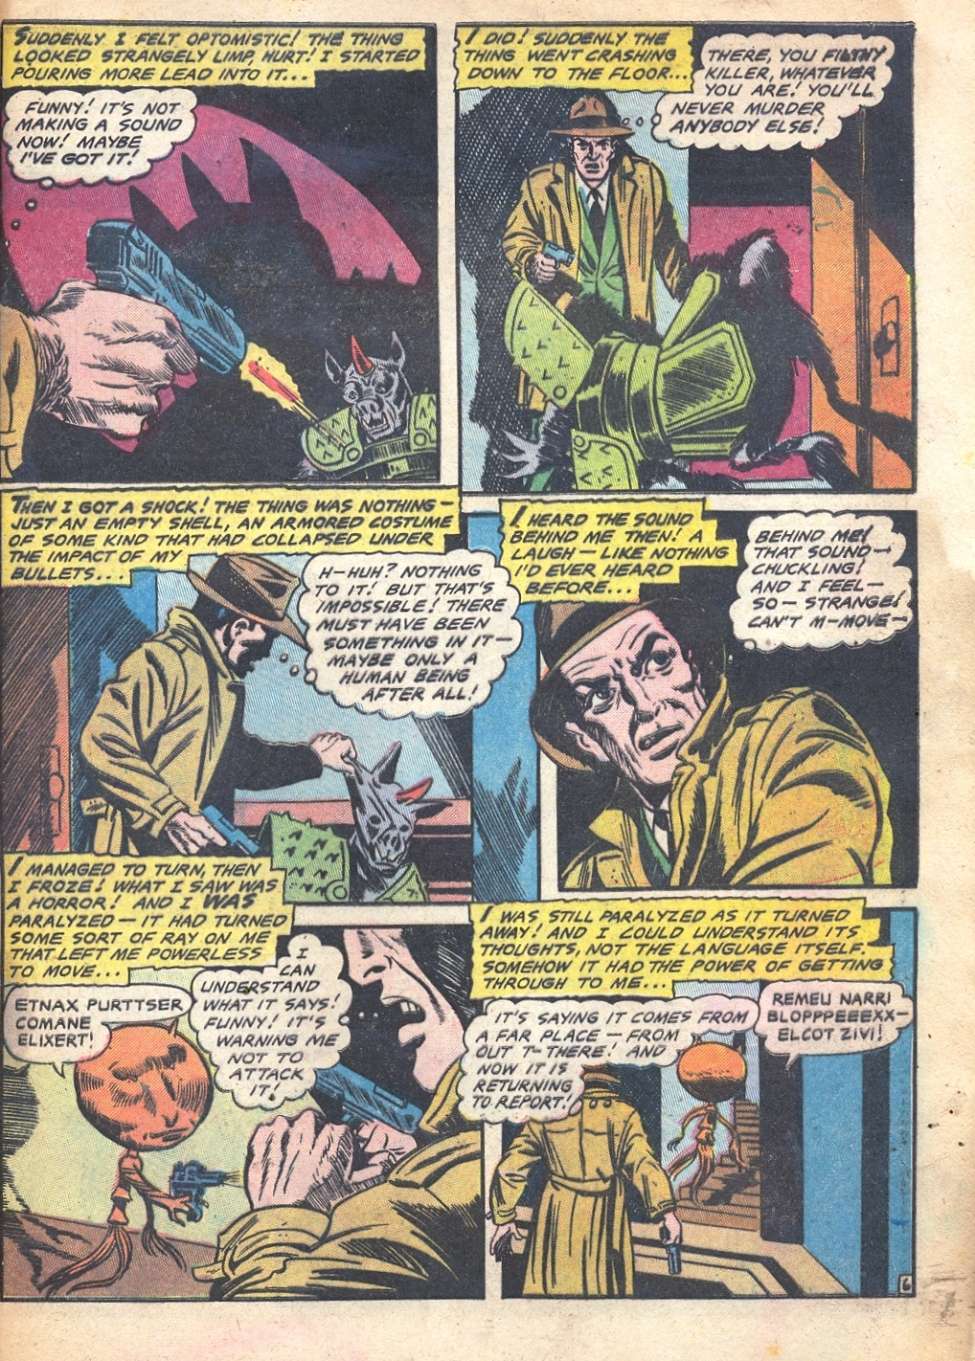 SUDDENLY I FELT OPTOMISTIC! THE THING
LOOKED STRANGELY LIMP, HURT! I STARTED
POURING MORE LEAD INTO IT...
FUNNY! IT'S NOT
MAKING A SOUND
NOW! MAYBE
I'VE GOT IT!
I DID! SUDDENLY THE
THING WENT CRASHING
DOWN TO THE FLOOR...
THERE, YOU FILTHY
KILLER, WHATEVER
YOU ARE! YOU'LL
NEVER MURDER
ANYBODY ELSE!
THEN I GOT A SHOCK! THE THING WAS NOTHING—
JUST AN EMPTY SHELL, AN ARMORED COSTUME
OF SOME KIND THAT HAD COLLAPSED UNDER
THE IMPACT OF MY
BULLETS...
H-HUH? NOTHING
TO IT! BUT THAT'S
IMPOSSIBLE! THERE
MUST HAVE BEEN
SOMETHING IN IT—
MAYBE ONLY A
HUMAN BEING
AFTER ALL!
I HEARD THE SOUND
BEHIND ME THEN! A
LAUGH— LIKE NOTHING
I'D EVER HEARD
BEFORE...
BEHIND ME!
THAT SOUND—
CHUCKLING!
AND I FEEL—
SO— STRANGE!
CAN'T M-MOVE—
I MANAGED TO TURN, THEN
I FROZE! WHAT I SAW WAS
A HORROR! AND I WAS
PARALYZED— IT HAD TURNED
SOME SORT OF RAY ON ME
THAT LEFT ME POWERLESS
TO MOVE...
ETNAX PURTTSER
COMANE
ELIXERT!
I
CAN
UNDERSTAND
WHAT IT SAYS!
FUNNY! IT'S
WARNING ME
NOT TO
ATTACK
IT!
I WAS STILL PARALYZED AS IT TURNED
AWAY! AND I COULD UNDERSTAND ITS
THOUGHTS, NOT THE LANGUAGE ITSELF.
SOMEHOW IT HAD THE POWER OF GETTING
THROUGH TO ME...
IT'S SAYING IT COMES FROM
A FAR PLACE— FROM
OUT T-THERE! AND
NOW IT IS
RETURNING
TO REPORT!
REMEU NARRI
BLOPPPEEEXX—
ELCOT ZIVI!
6